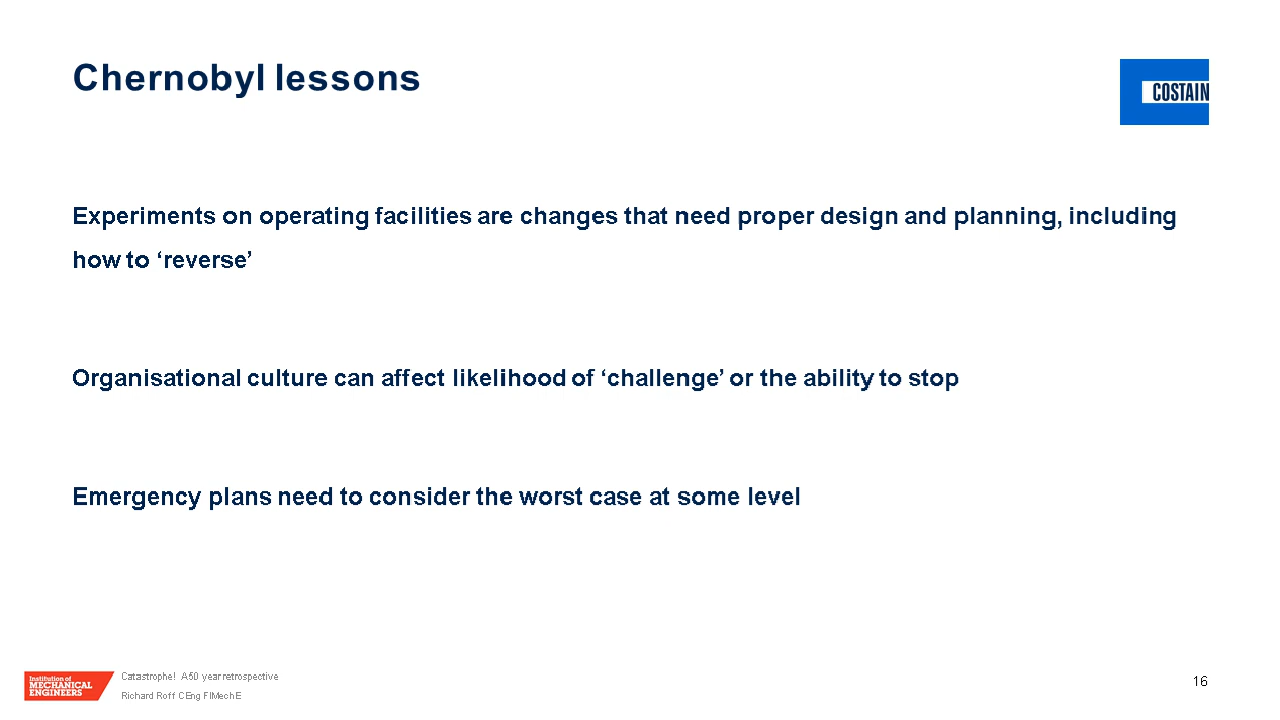 Chernobyl lessons
COSTAIN
Experiments on operating facilities are changes that need proper design and planning, including
how to ‘reverse’
Organisational culture can affect likelihood of ‘challenge’ or the ability to stop
Emergency plans need to consider the worst case at some level
Institution of
MECHANICAL
ENGINEERS
Catastrophe! A 50 year retrospective
Richard Roff CEng FIMechE
16